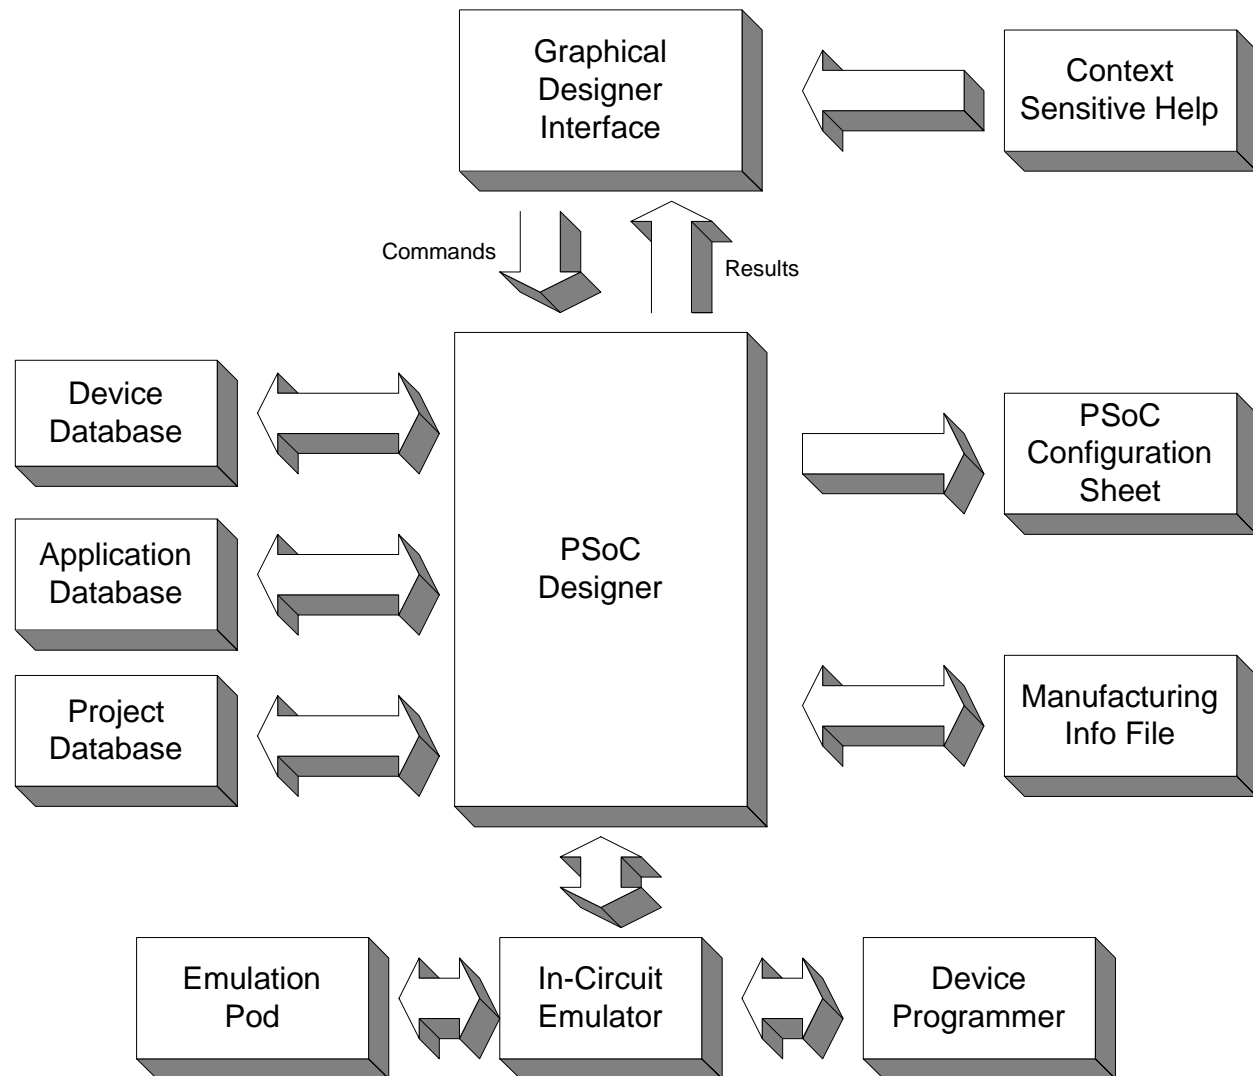 Graphical
Designer
Interface
Context
Sensitive Help
Commands
Results
Device
Database
PSoC
Configuration
Sheet
Application
Database
PSoC
Designer
Project
Database
Manufacturing
Info File
Emulation
Pod
In-Circuit
Emulator
Device
Programmer